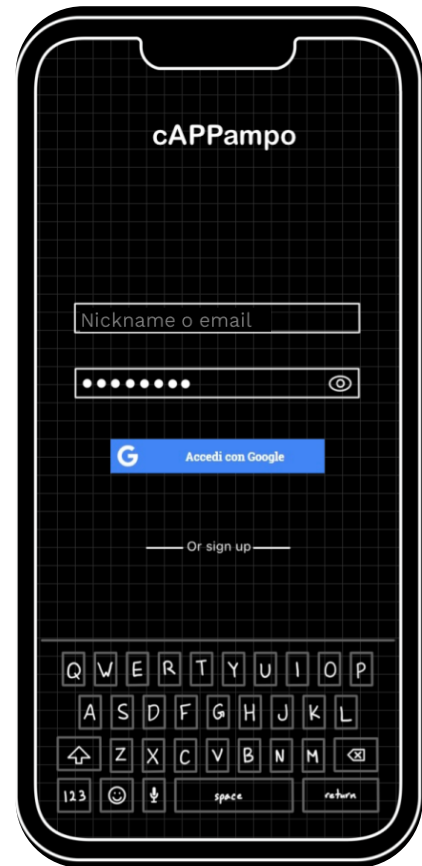 cAPPampo
Nickname o email
G Accedi con Google
Or sign up
Q W E R T Y U I O P
A S D F G H J K L
Z X C V B N M
123 space return